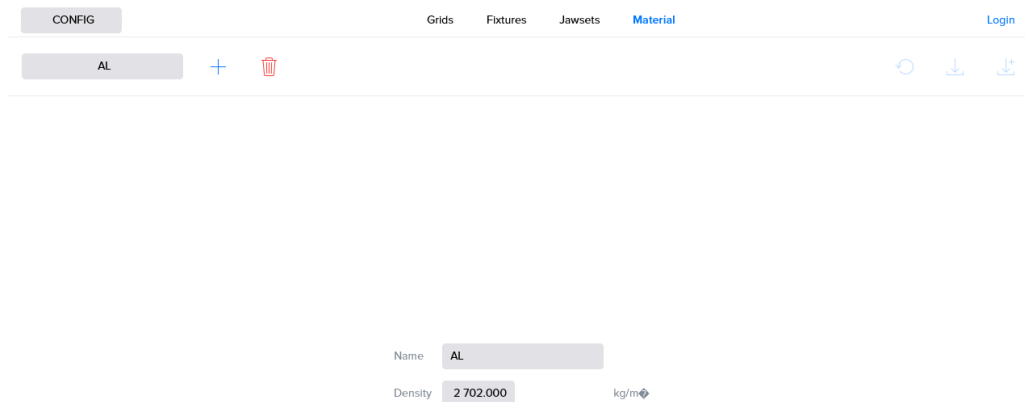 CONFIG Grids Fixtures Jawsets Material Login
AL
Name AL
Density 2 702.000 kg/m�